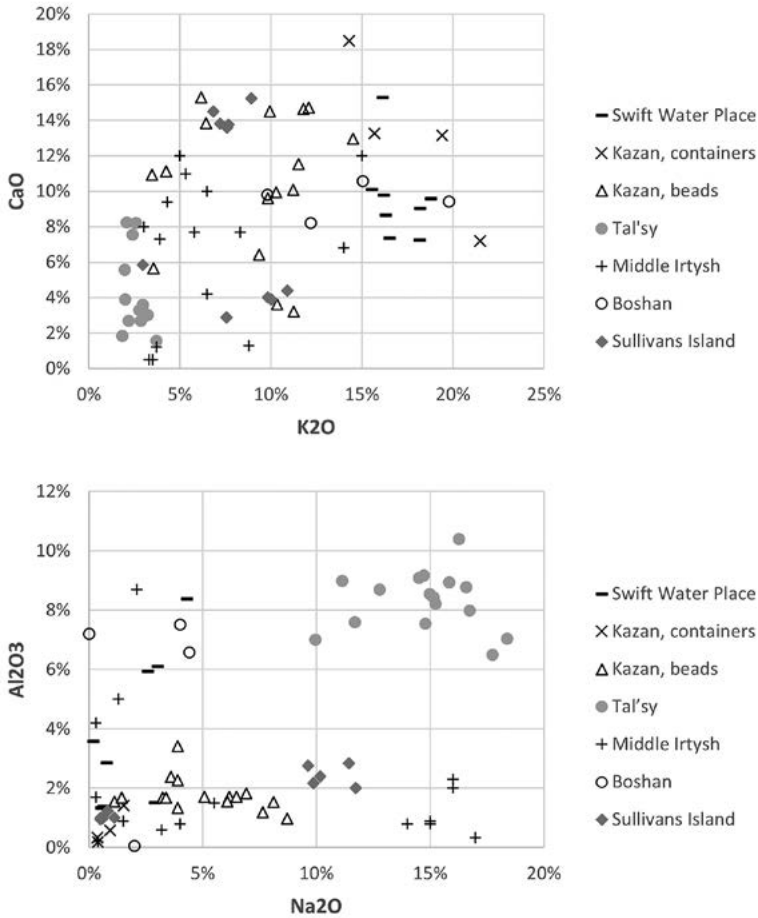 20%
18%
16%
14%
12%
10%
8%
6%
4%
2%
0%
CaO
0% 5% 10% 15% 20% 25%
K2O
Swift Water Place
Kazan, containers
Kazan, beads
Tal'sy
Middle Irtysh
Boshan
Sullivans Island
12%
10%
8%
6%
4%
2%
0%
Al2O3
0% 5% 10% 15% 20%
Na2O
Swift Water Place
Kazan, containers
Kazan, beads
Tal’sy
Middle Irtysh
Boshan
Sullivans Island